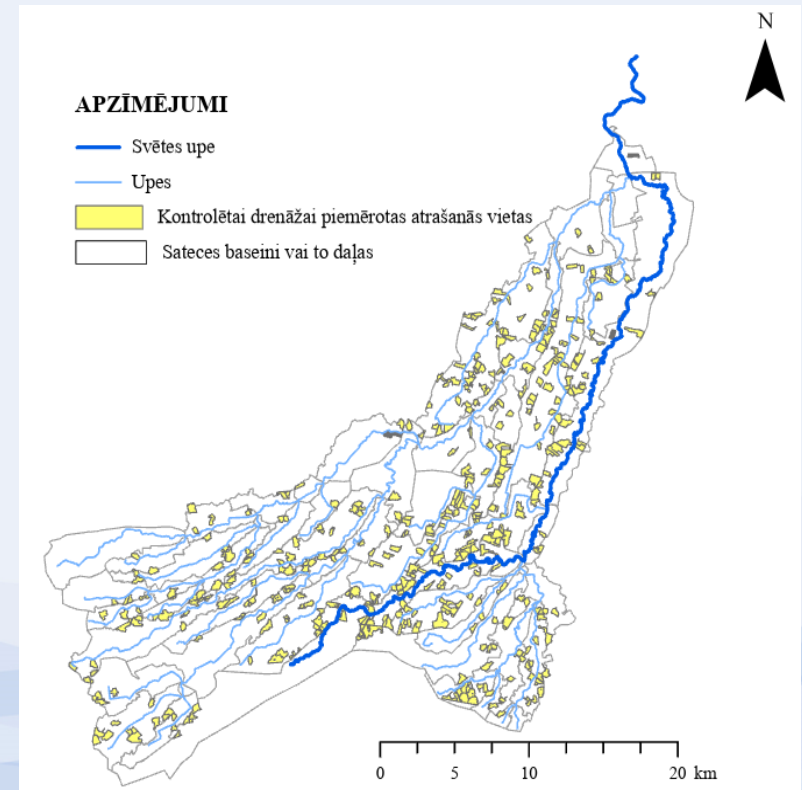 N
APZĪMĒJUMI
Svētes upe
Upes
Kontrolētai drenāžai piemērotas atrašanās vietas
Sateces baseini vai to daļas
0 5 10 20 km